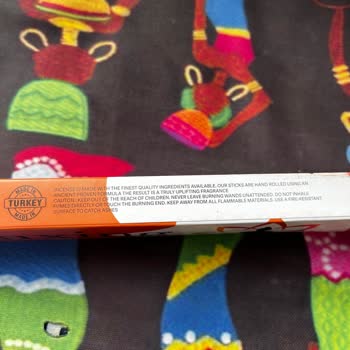 MADE IN
TURKEY
MADE IN
INCENSE IS MADE WITH THE FINEST QUALITY INGREDIENTS AVAILABLE, OUR STICKS ARE HAND ROLLED USING AN
ANCIENT PROVEN FORMULA THE RESULT IS A TRULY UPLIFTING FRAGRANCE
CAUTION: KEEP OUT OF THE REACH OF CHILDREN. NEVER LEAVE BURNING WANDS UNATTENDED. DO NOT INHALE
FUMES DIRECTLY OR TOUCH THE BURNING END. KEEP AWAY FROM ALL FLAMMABLE MATERIALS. USE A FIRE RESISTANT
SURFACE TO CATCH ASHES